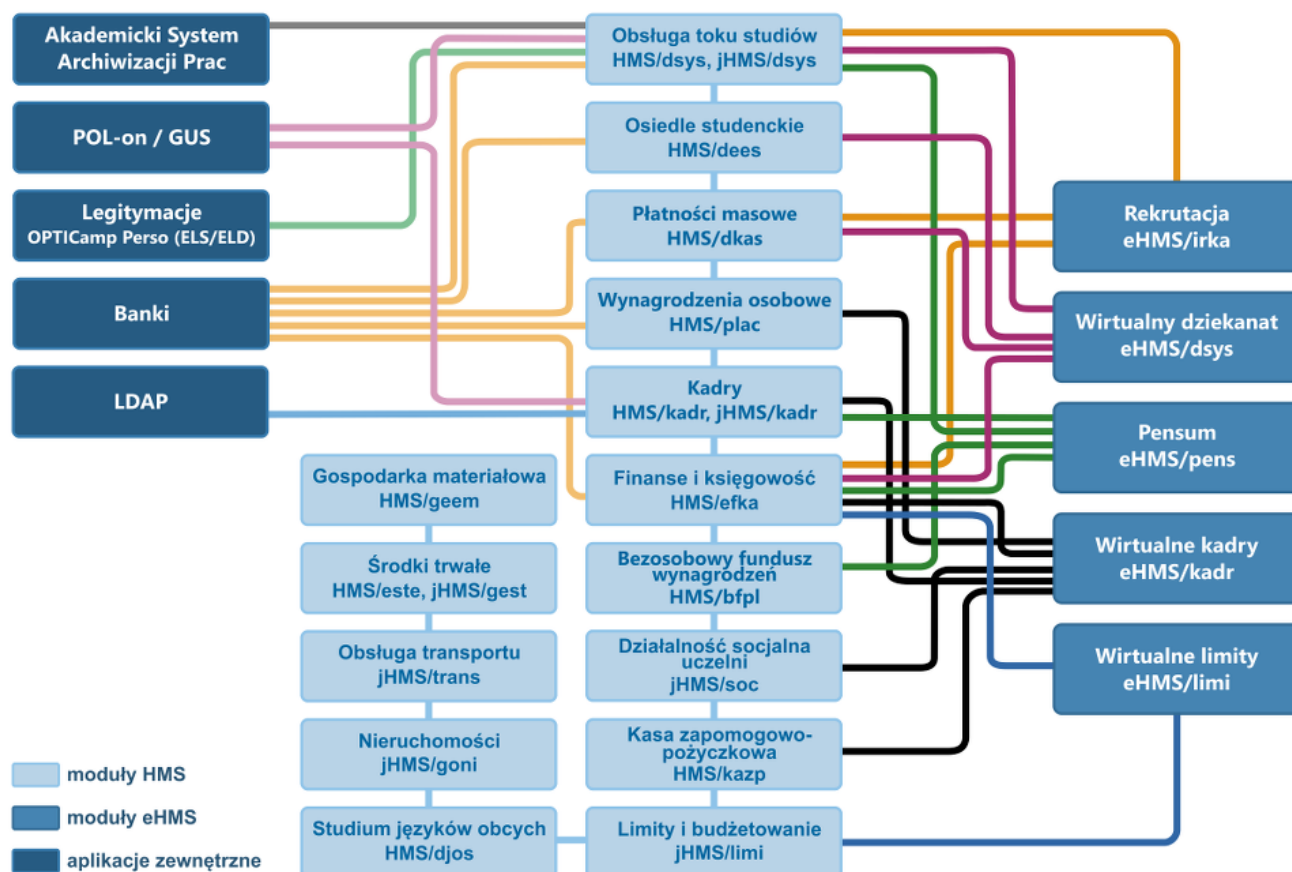 Akademicki System
Archiwizacji Prac
POL-on / GUS
Legitymacje
OPTICamp Perso (ELS/ELD)
Banki
LDAP
Gospodarka materiałowa
HMS/geem
Środki trwałe
HMS/este, jHMS/gest
Obsługa transportu
jHMS/trans
Nieruchomości
jHMS/goni
Studium języków obcych
HMS/djos
Obsługa toku studiów
HMS/dsys, jHMS/dsys
Osiedle studenckie
HMS/dees
Płatności masowe
HMS/dkas
Wynagrodzenia osobowe
HMS/plac
Kadry
HMS/kadr, jHMS/kadr
Finanse i księgowość
HMS/efka
Bezosobowy fundusz
wynagrodzeń
HMS/bfpl
Działalność socjalna
uczelni
jHMS/soc
Kasa zapomogowo-
pożyczkowa
HMS/kazp
Limity i budżetowanie
jHMS/limi
Rekrutacja
eHMS/irka
Wirtualny dziekanat
eHMS/dsys
Pensum
eHMS/pens
Wirtualne kadry
eHMS/kadr
Wirtualne limity
eHMS/limi
moduły HMS
moduły eHMS
aplikacje zewnętrzne